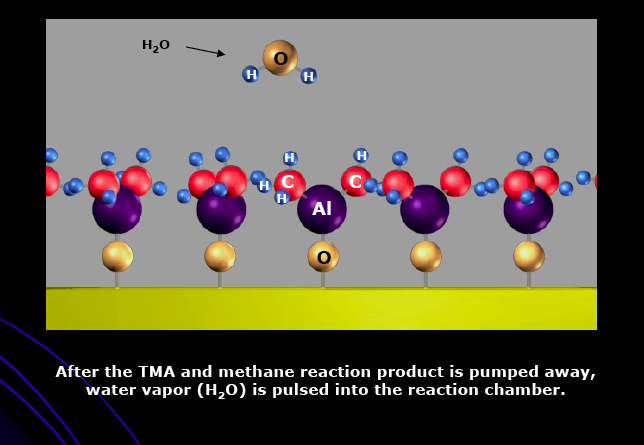 H₂O
O
H H
H H
C C
H
H
Al
O
After the TMA and methane reaction product is pumped away,
water vapor (H₂O) is pulsed into the reaction chamber.